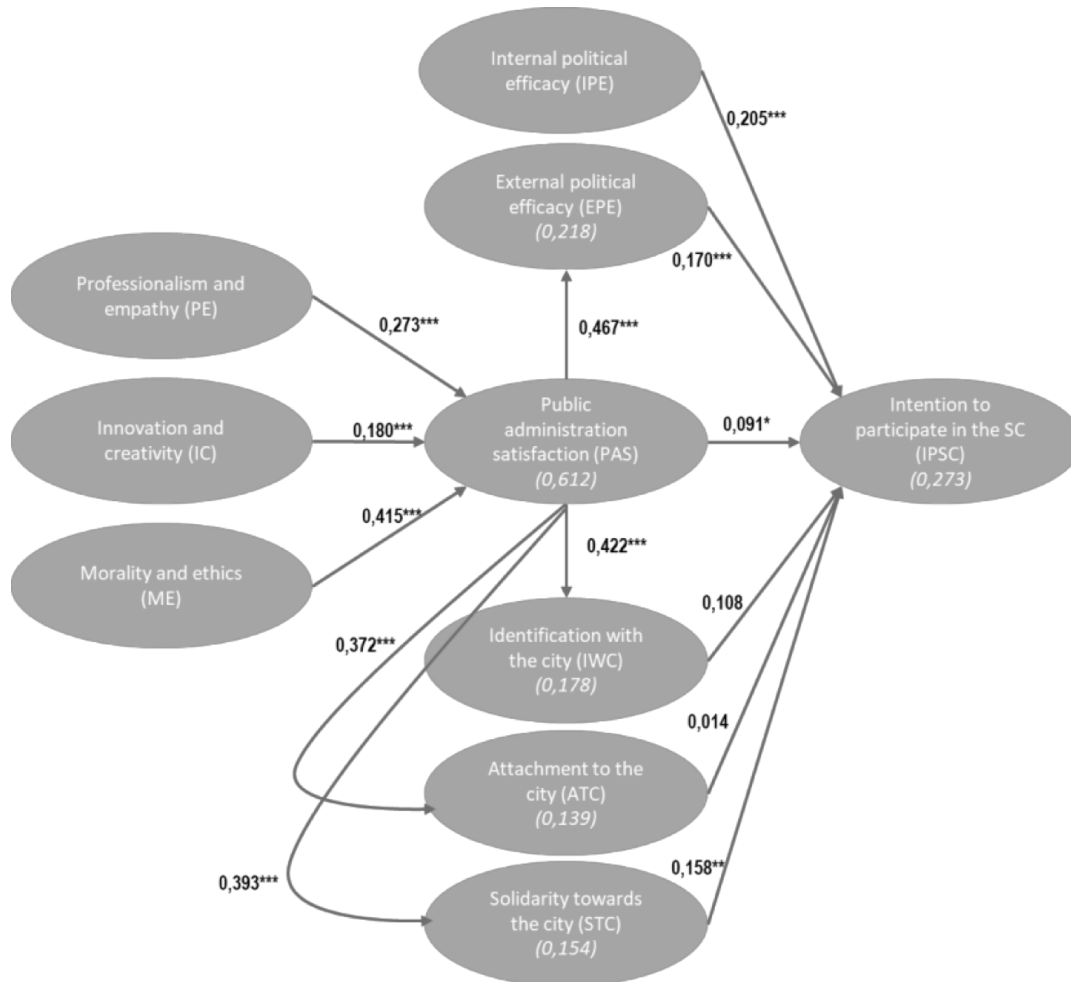 Internal political
efficacy (IPE)
0,205***
External political
efficacy (EPE)
(0,218)
0,170***
Professionalism and
empathy (PE)
0,273***
0,467***
Innovation and
creativity (IC)
0,180***
Public
administration
satisfaction (PAS)
(0,612)
0,091*
Intention to
participate in the SC
(IPSC)
(0,273)
0,415***
Morality and ethics
(ME)
0,422***
0,108
0,372***
Identification with
the city (IWC)
(0,178)
0,014
Attachment to the
city (ATC)
(0,139)
0,393***
0,158**
Solidarity towards
the city (STC)
(0,154)